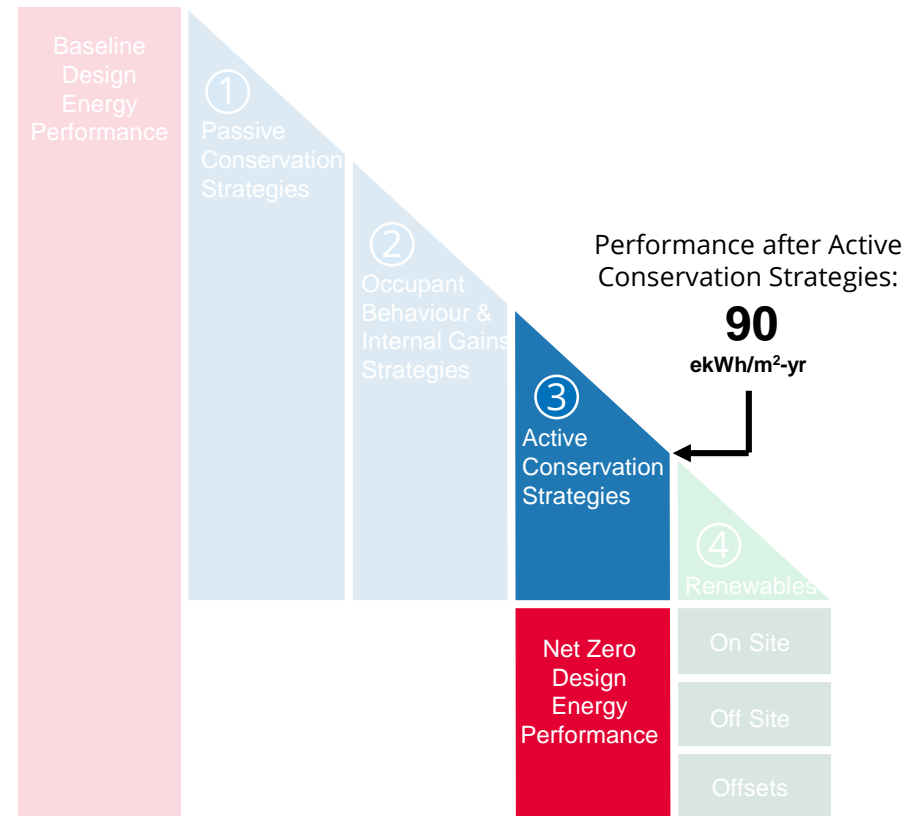 Baseline
Design
Energy
Performance
①
Passive
Conservation
Strategies
②
Occupant
Behaviour &
Internal Gains
Strategies
Performance after Active
Conservation Strategies:
90
ekWh/m²-yr
③
Active
Conservation
Strategies
④
Renewables
Net Zero
Design
Energy
Performance
On Site
Off Site
Offsets